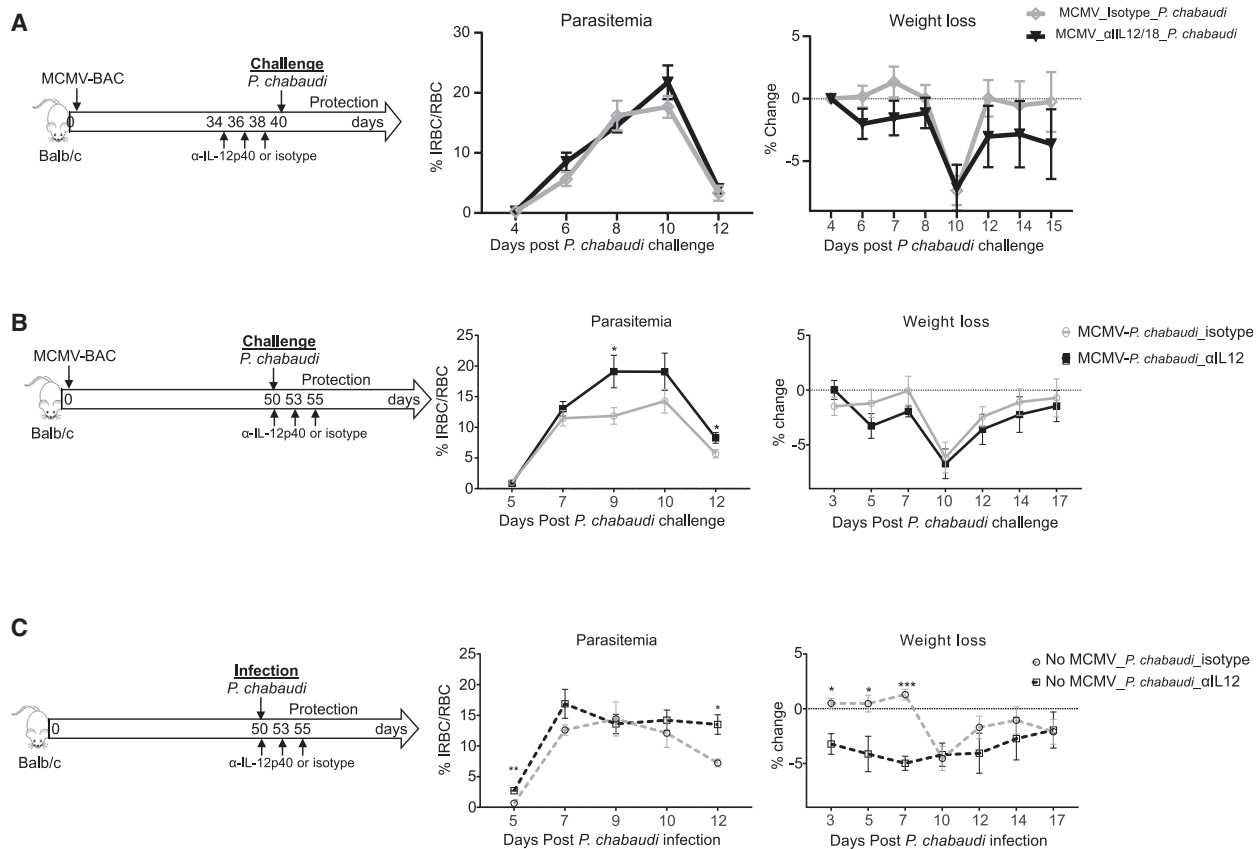 A
MCMV-BAC
Challenge
P. chabaudi
Protection
0 34 36 38 40 days
Balb/c
α-IL-12p40 or isotype
Parasitemia
% IRBC/RBC
30
20
10
0
4 6 8 10 12
Days post P. chabaudi challenge
Weight loss
% Change
5
0
-5
4 6 7 8 10 12 14 15
Days post P chabaudi challenge
MCMV_Isotype_P. chabaudi
MCMV_αIL12/18_P. chabaudi
B
MCMV-BAC
Challenge
P. chabaudi
Protection
0 50 53 55 days
Balb/c
α-IL-12p40 or isotype
Parasitemia
% IRBC/RBC
25
20
15
10
5
0
* *
5 7 9 10 12
Days Post P. chabaudi challenge
Weight loss
% change
5
0
-5
3 5 7 10 12 14 17
Days Post P. chabaudi challenge
MCMV-P. chabaudi_isotype
MCMV-P. chabaudi_αIL12
C
Infection
P. chabaudi
Protection
0 50 53 55 days
Balb/c
α-IL-12p40 or isotype
Parasitemia
% IRBC/RBC
25
20
15
10
5
0
** *
5 7 9 10 12
Days Post P. chabaudi infection
Weight loss
% change
5
0
-5
* * ***
3 5 7 10 12 14 17
Days Post P. chabaudi infection
No MCMV_P. chabaudi_isotype
No MCMV_P. chabaudi_αIL12